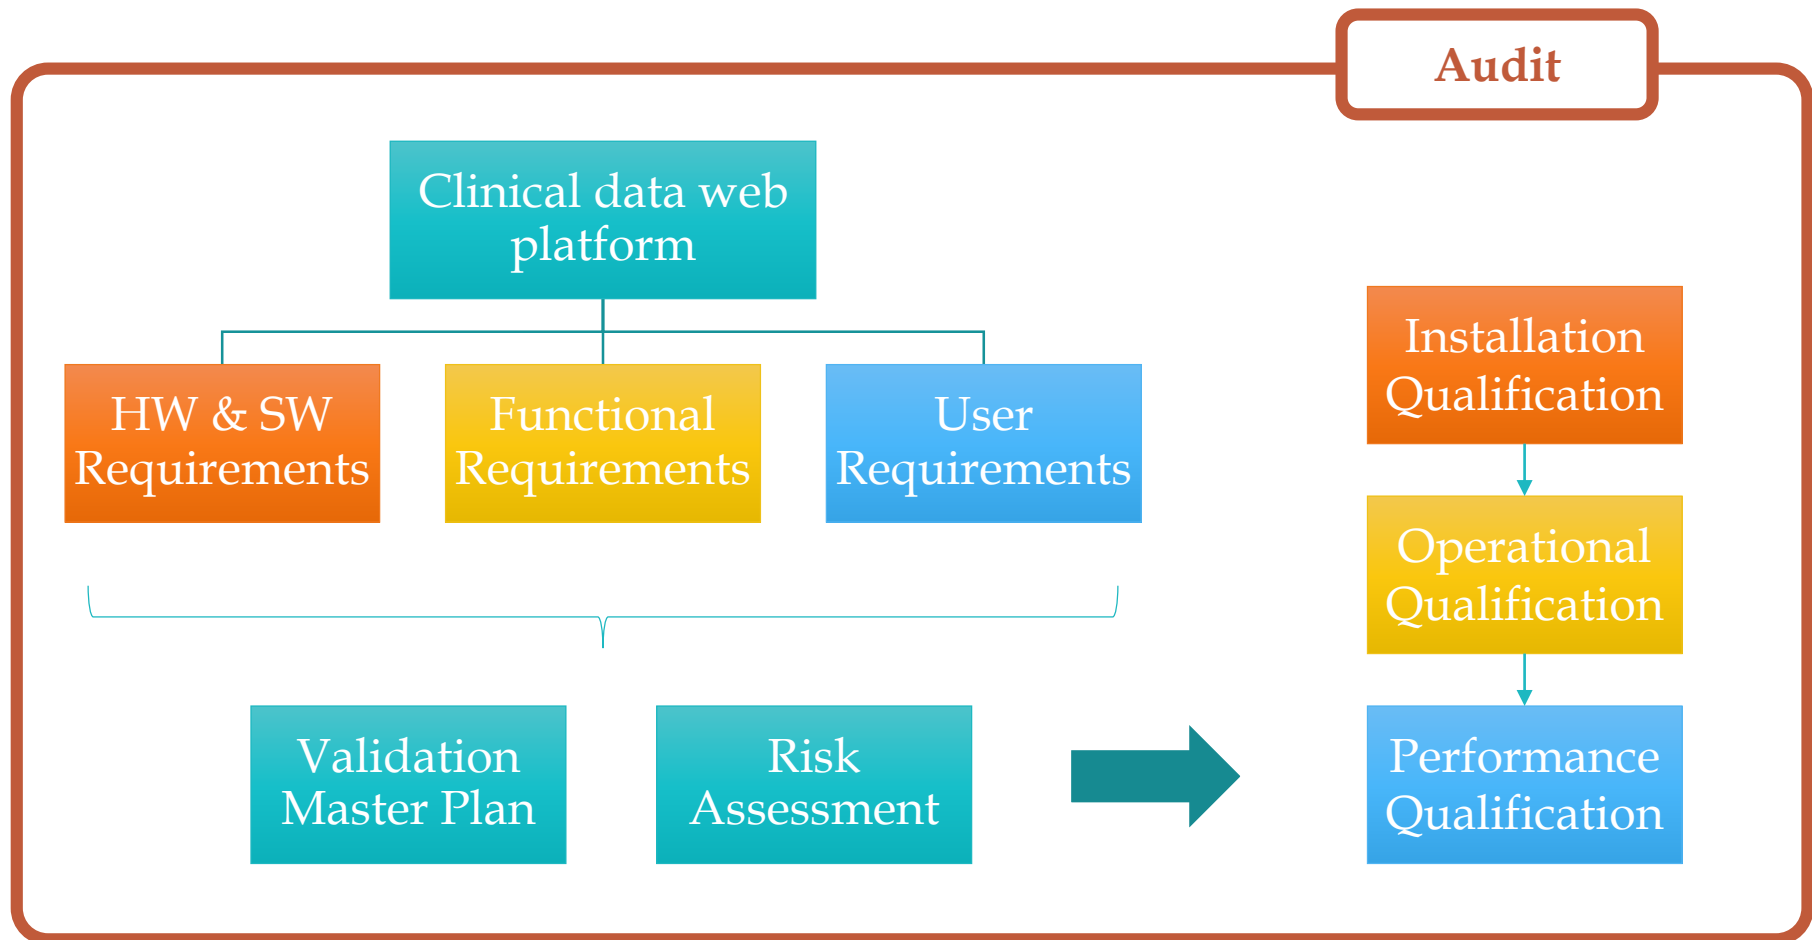 Audit
Clinical data web
platform
HW & SW
Requirements
Functional
Requirements
User
Requirements
Validation
Master Plan
Risk
Assessment
Installation
Qualification
Operational
Qualification
Performance
Qualification